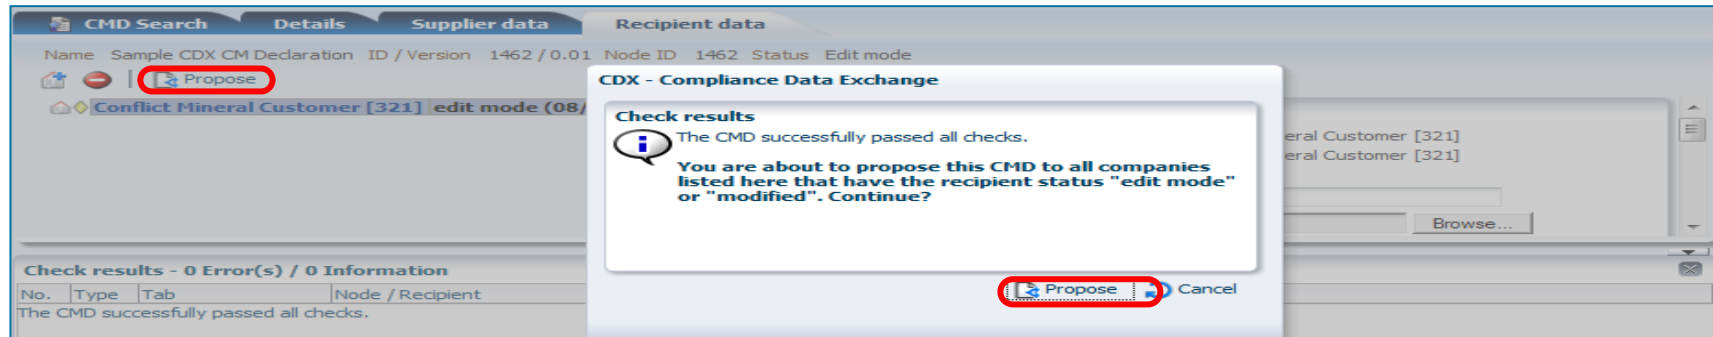 CMD Search Details Supplier data Recipient data
Name Sample CDX CM Declaration ID / Version 1462 / 0.01 Node ID 1462 Status Edit mode
Propose
Conflict Mineral Customer [321] edit mode (08/
CDX - Compliance Data Exchange
Check results
The CMD successfully passed all checks.
You are about to propose this CMD to all companies
listed here that have the recipient status "edit mode"
or "modified". Continue?
Propose Cancel
eral Customer [321]
eral Customer [321]
Browse...
Check results - 0 Error(s) / 0 Information
No. Type Tab Node / Recipient
The CMD successfully passed all checks.